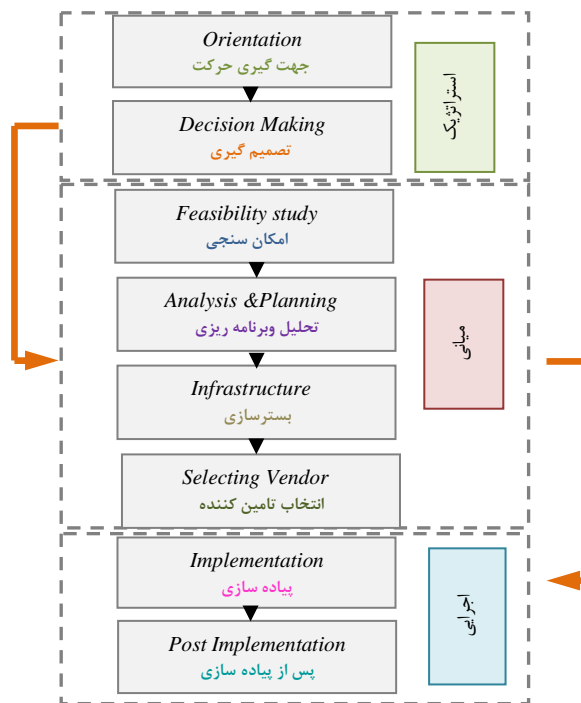 Orientation
جهت گیری حرکت
Decision Making
تصمیم گیری
استراتژیک
Feasibility study
امکان سنجی
Analysis &Planning
تحلیل وبرنامه ریزی
Infrastructure
بسترسازی
Selecting Vendor
انتخاب تامین کننده
میانی
Implementation
پیاده سازی
Post Implementation
پس از پیاده سازی
اجرایی